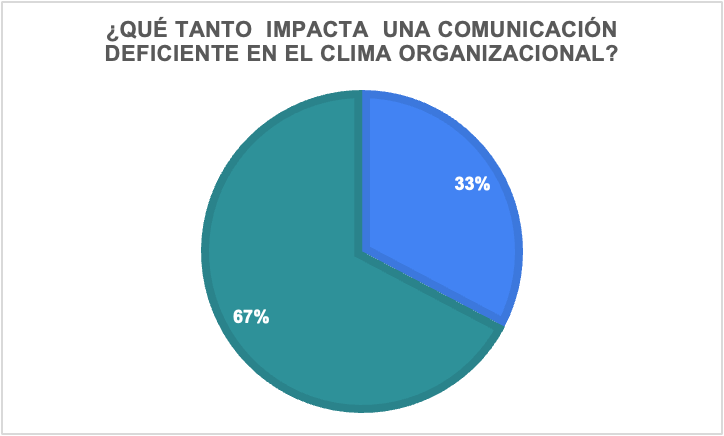 ¿QUÉ TANTO  IMPACTA  UNA COMUNICACIÓN
DEFICIENTE EN EL CLIMA ORGANIZACIONAL?
33%
67%